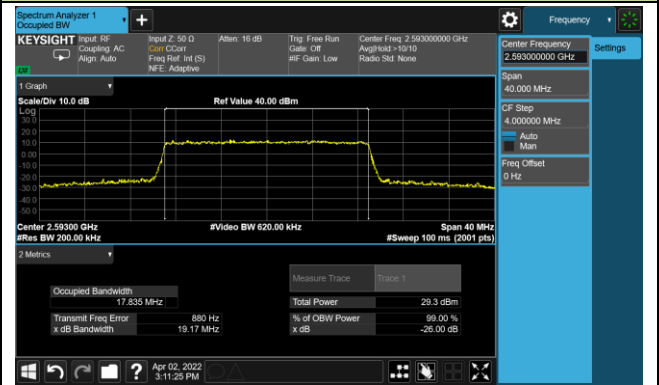 Spectrum Analyzer 1
Occupied BW
Frequency
KEYSIGHT Input: RF
Coupling: AC
Align: Auto
Input Z: 50 Ω
Corr CCorr
Freq Ref: Int (S)
NFE: Adaptive
Atten: 16 dB
Trig: Free Run
Gate: Off
#IF Gain: Low
Center Freq: 2.593000000 GHz
Avg|Hold:>10/10
Radio Std: None
Center Frequency
2.593000000 GHz
Settings
Span
40.000 MHz
CF Step
4.000000 MHz
Auto
Man
Freq Offset
0 Hz
1 Graph
Scale/Div 10.0 dB
Ref Value 40.00 dBm
Log
30.0
20.0
10.0
0.00
-10.0
-20.0
-30.0
-40.0
-50.0
Center 2.59300 GHz
#Res BW 200.00 kHz
#Video BW 620.00 kHz
Span 40 MHz
#Sweep 100 ms (2001 pts)
2 Metrics
Measure Trace
Trace 1
Occupied Bandwidth
17.835 MHz
Total Power
29.3 dBm
Transmit Freq Error
880 Hz
% of OBW Power
99.00 %
x dB Bandwidth
19.17 MHz
x dB
-26.00 dB
?
Apr 02, 2022
3:11:25 PM